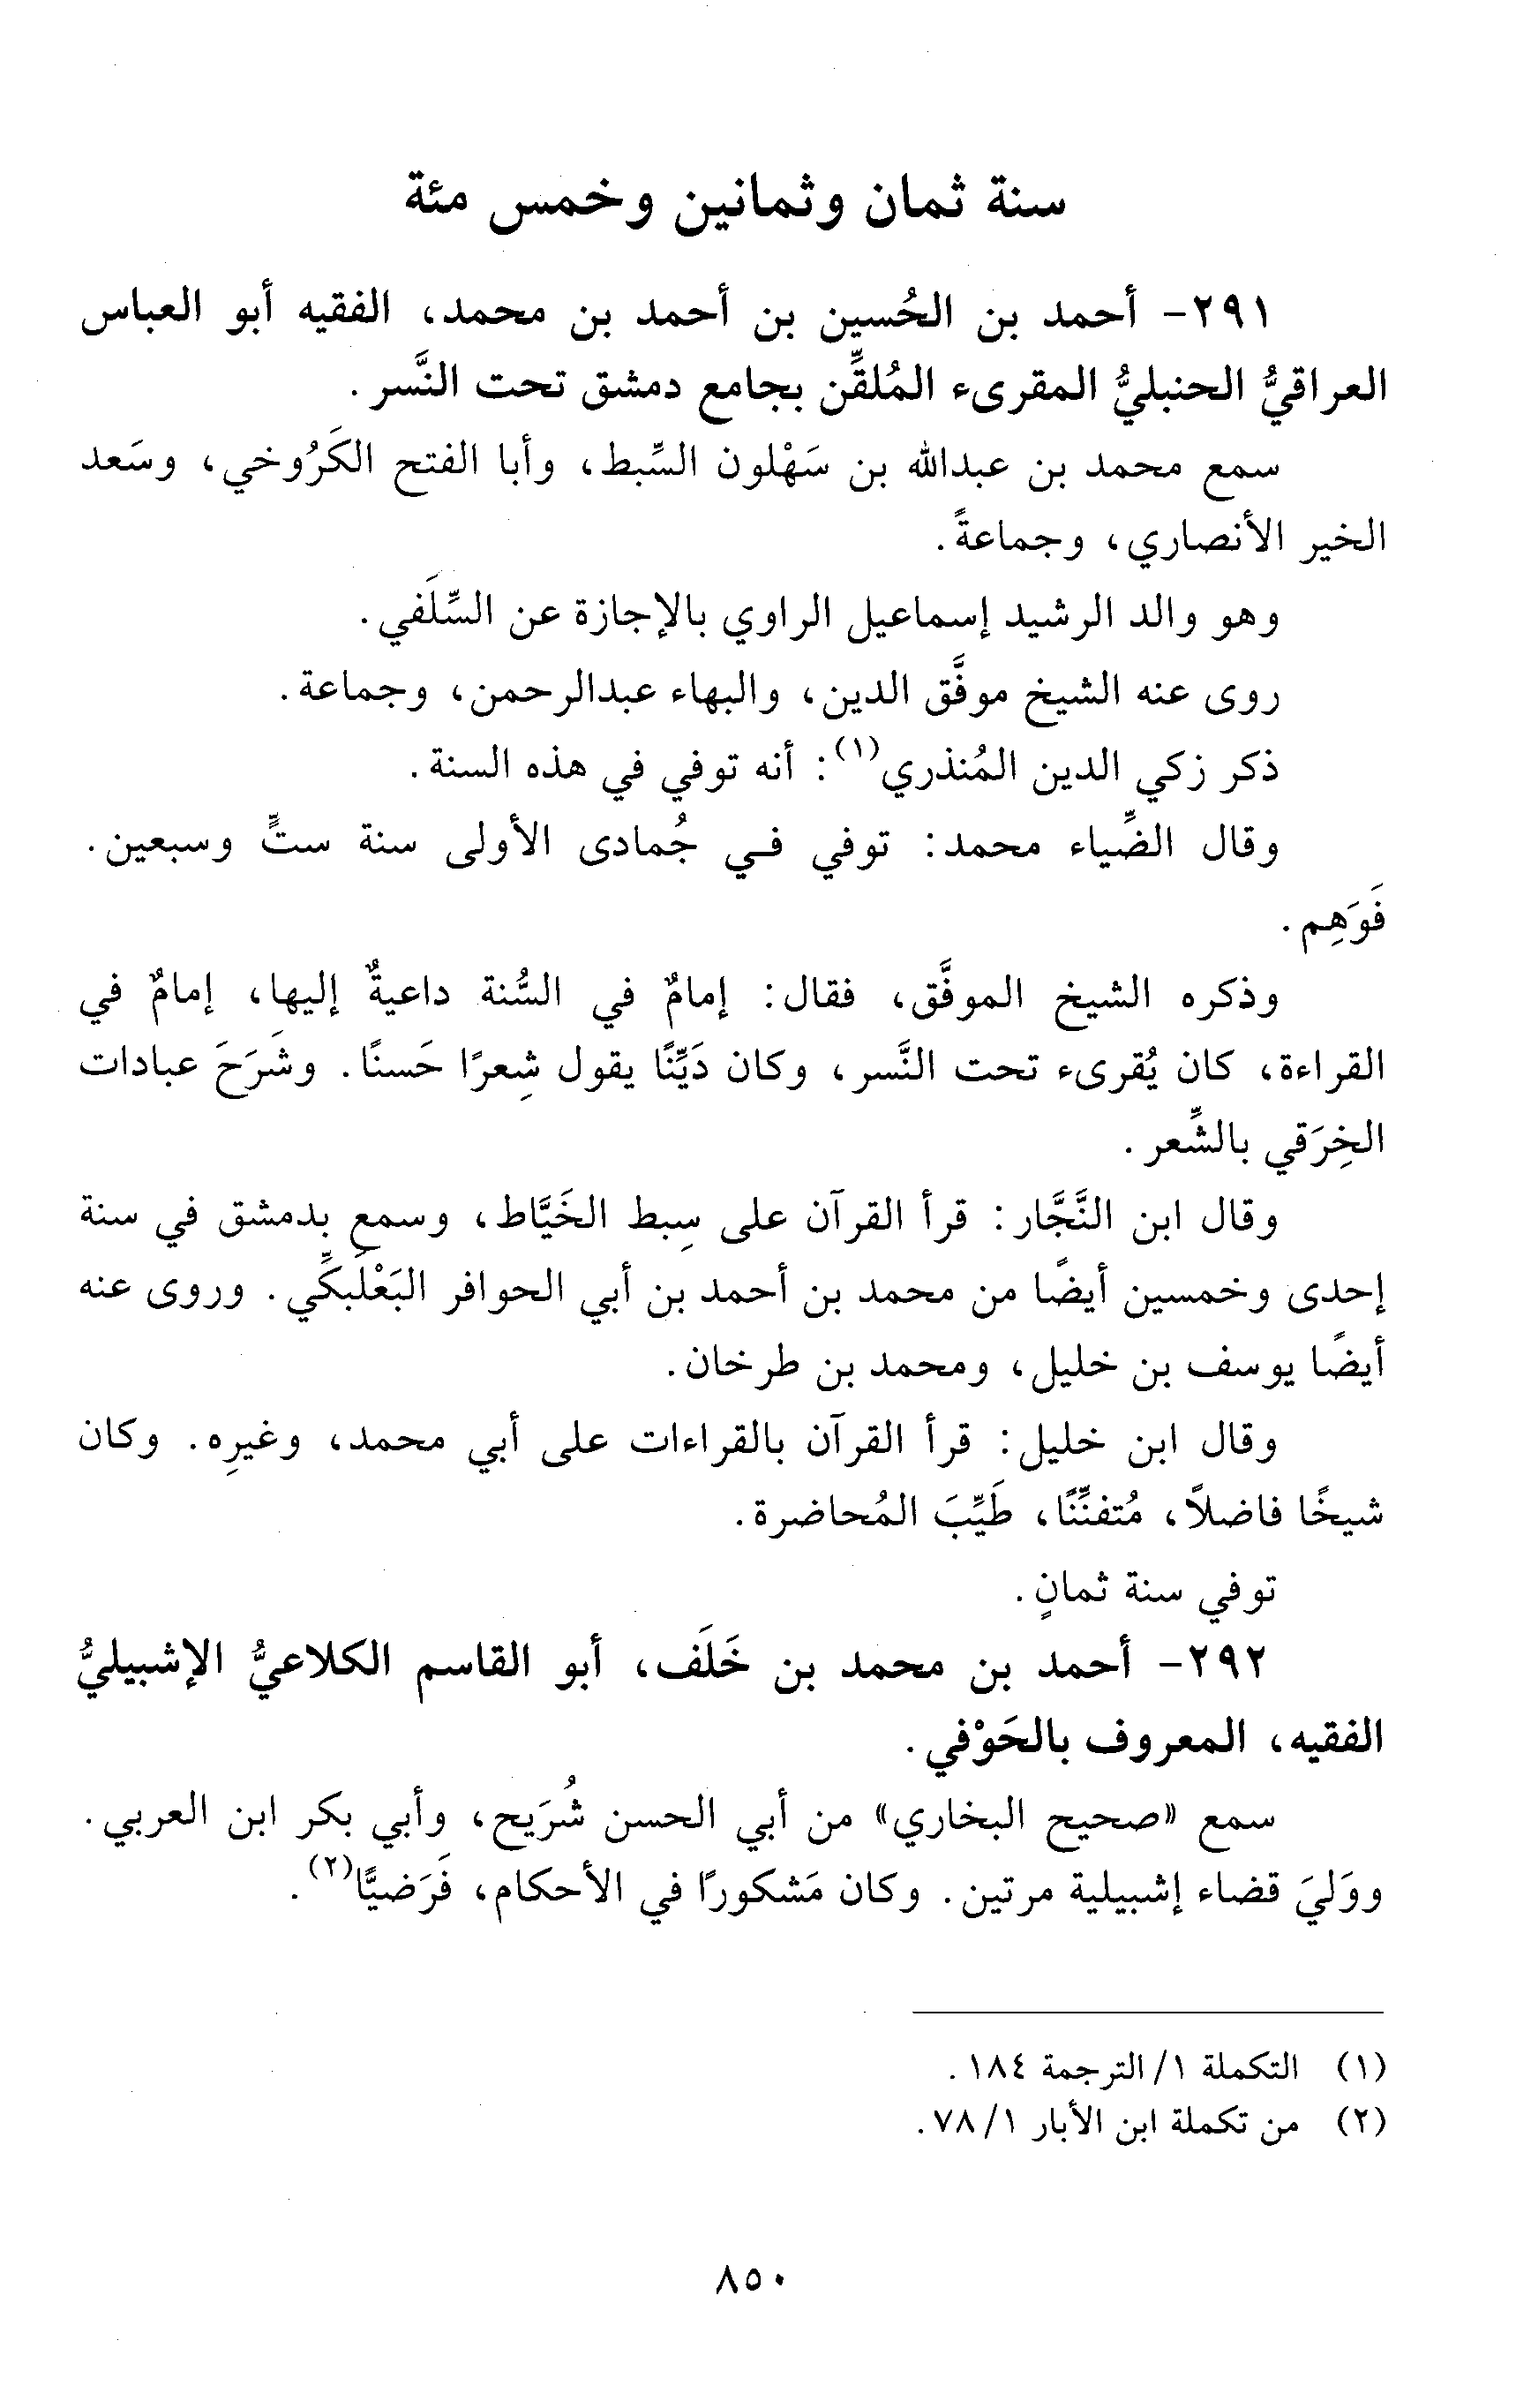 سنة ثمان وثمانين وخمس مئة
٢٩١- أحمد بن الحُسين بن أحمد بن محمد، الفقيه أبو العباس
العراقيُّ الحنبليُّ المقرىء المُلقِّن بجامع دمشق تحت النَّسر.
سمع محمد بن عبدالله بن سَهْلون السِّبط، وأبا الفتح الكَرُوخي، وسَعد
الخير الأنصاري، وجماعةً.
وهو والد الرشيد إسماعيل الراوي بالإجازة عن السِّلَفي.
روى عنه الشيخ موفَّق الدين، والبهاء عبدالرحمن، وجماعة.
ذكر زكي الدين المُنذري(١): أنه توفي في هذه السنة.
وقال الضِّياء محمد: توفي فـي جُمادى الأولى سنة ستٍّ وسبعين.
فَوَهِم.
وذكره الشيخ الموفَّق، فقال: إمامٌ في السُّنة داعيةٌ إليها، إمامٌ في
القراءة، كان يُقرىء تحت النَّسر، وكان دَيِّنًا يقول شِعرًا حَسنًا. وشَرَحَ عبادات
الخِرَقي بالشِّعر.
وقال ابن النَّجَّار: قرأ القرآن على سِبط الخَيَّاط، وسمع بدمشق في سنة
إحدى وخمسين أيضًا من محمد بن أحمد بن أبي الحوافر البَعْلَبكِّي. وروى عنه
أيضًا يوسف بن خليل، ومحمد بن طرخان.
وقال ابن خليل: قرأ القرآن بالقراءات على أبي محمد، وغيرِه. وكان
شيخًا فاضلاً، مُتفنِّنًا، طَيِّبَ المُحاضرة.
توفي سنة ثمانٍ.
٢٩٢- أحمد بن محمد بن خَلَف، أبو القاسم الكلاعيُّ الإشبيليُّ
الفقيه، المعروف بالحَوْفي.
سمع «صحيح البخاري» من أبي الحسن شُرَيح، وأبي بكر ابن العربي.
ووَليَ قضاء إشبيلية مرتين. وكان مَشكورًا في الأحكام، فَرَضيًّا(٢).
(١) التكملة ١/ الترجمة ١٨٤.
(٢) من تكملة ابن الأبار ١/ ٧٨.
٨٥٠